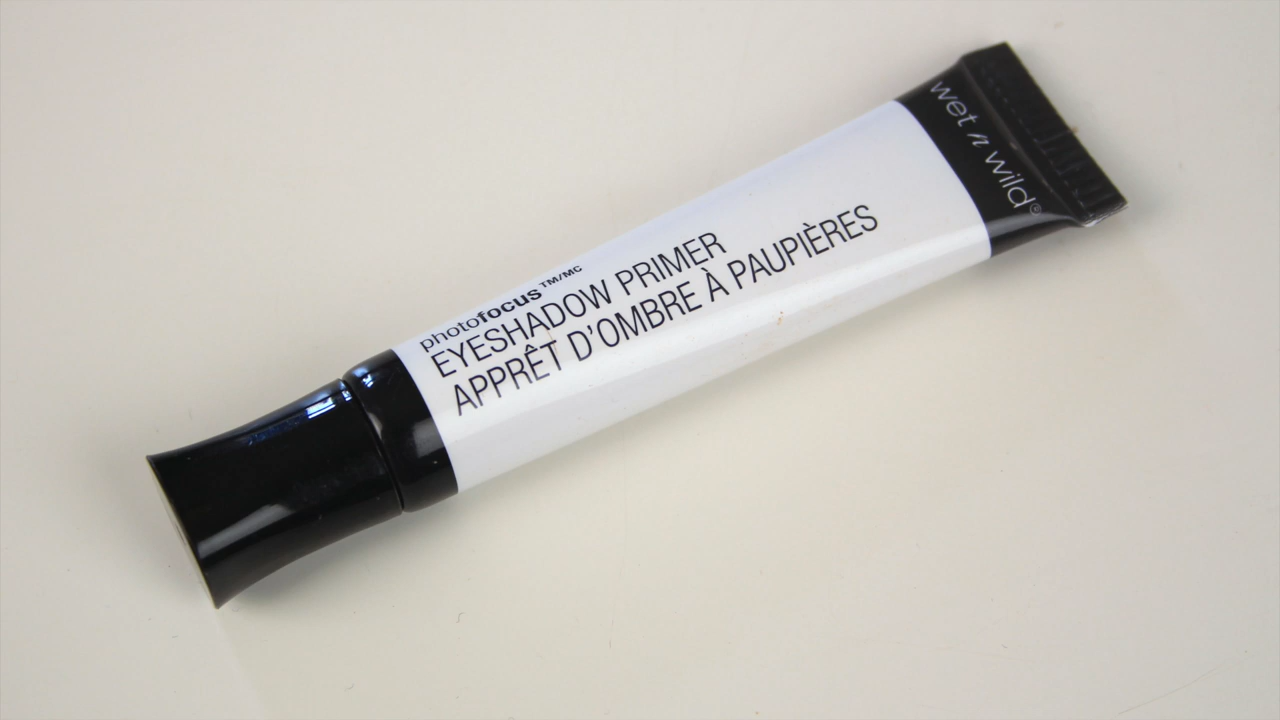 wet n wild®
photofocus™/MC
EYESHADOW PRIMER
APPRÊT D'OMBRE À PAUPIÈRES